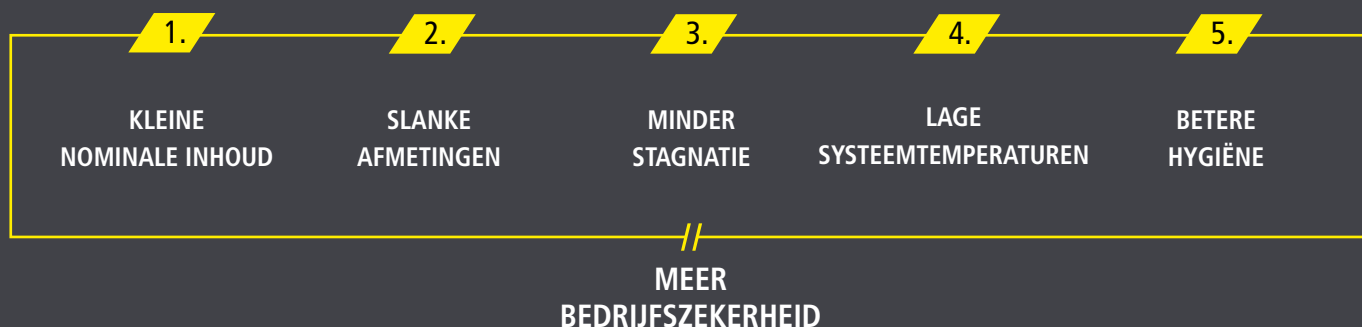 1.
KLEINE
NOMINALE INHOUD
2.
SLANKE
AFMETINGEN
3.
MINDER
STAGNATIE
4.
LAGE
SYSTEEMTEMPERATUREN
5.
BETERE
HYGIËNE
//
MEER
BEDRIJFSZEKERHEID